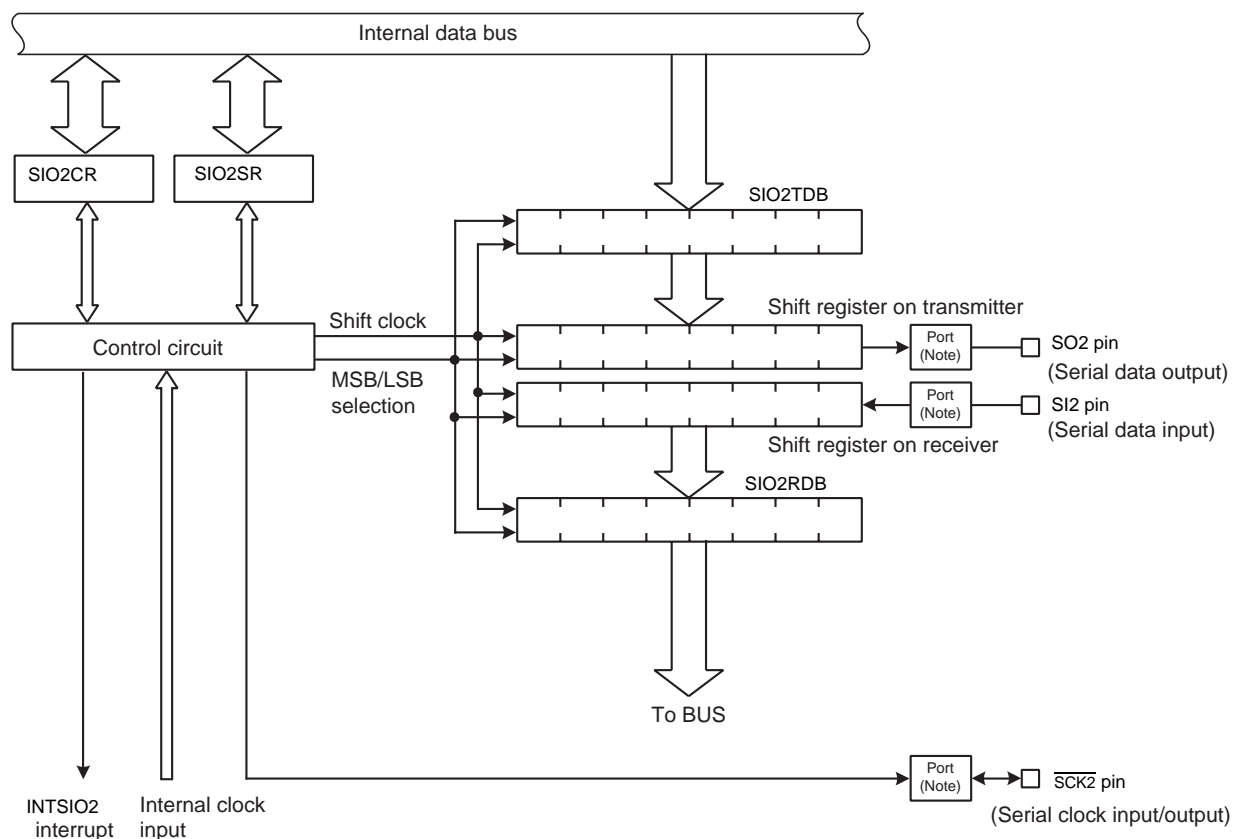 Internal data bus
SIO2CR
SIO2SR
SIO2TDB
Shift register on transmitter
Shift clock
Control circuit
MSB/LSB
selection
Port
(Note)
SO2 pin
(Serial data output)
Port
(Note)
SI2 pin
(Serial data input)
Shift register on receiver
SIO2RDB
To BUS
INTSIO2
interrupt
Internal clock
input
Port
(Note)
SCK2 pin
(Serial clock input/output)